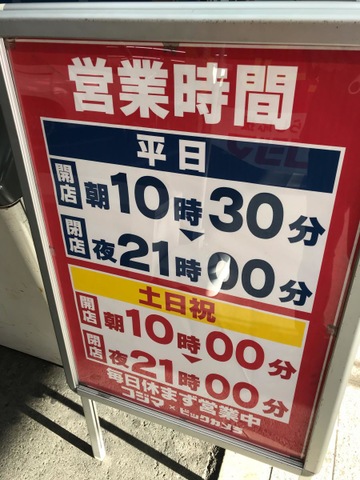 営業時間
平日
開店 朝10時30分
閉店 夜21時00分
土日祝
開店 朝10時00分
閉店 夜21時00分
毎日休まず営業中
コジマ×ビックカメラ